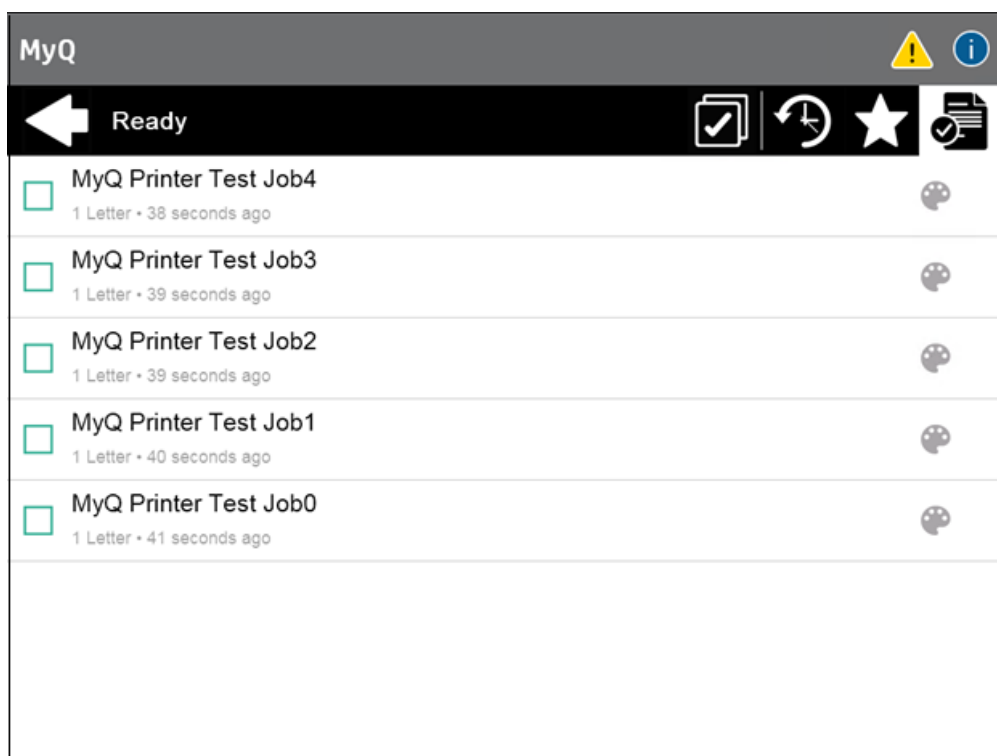 MyQ
Ready
MyQ Printer Test Job4
1 Letter • 38 seconds ago
MyQ Printer Test Job3
1 Letter • 39 seconds ago
MyQ Printer Test Job2
1 Letter • 39 seconds ago
MyQ Printer Test Job1
1 Letter • 40 seconds ago
MyQ Printer Test Job0
1 Letter • 41 seconds ago